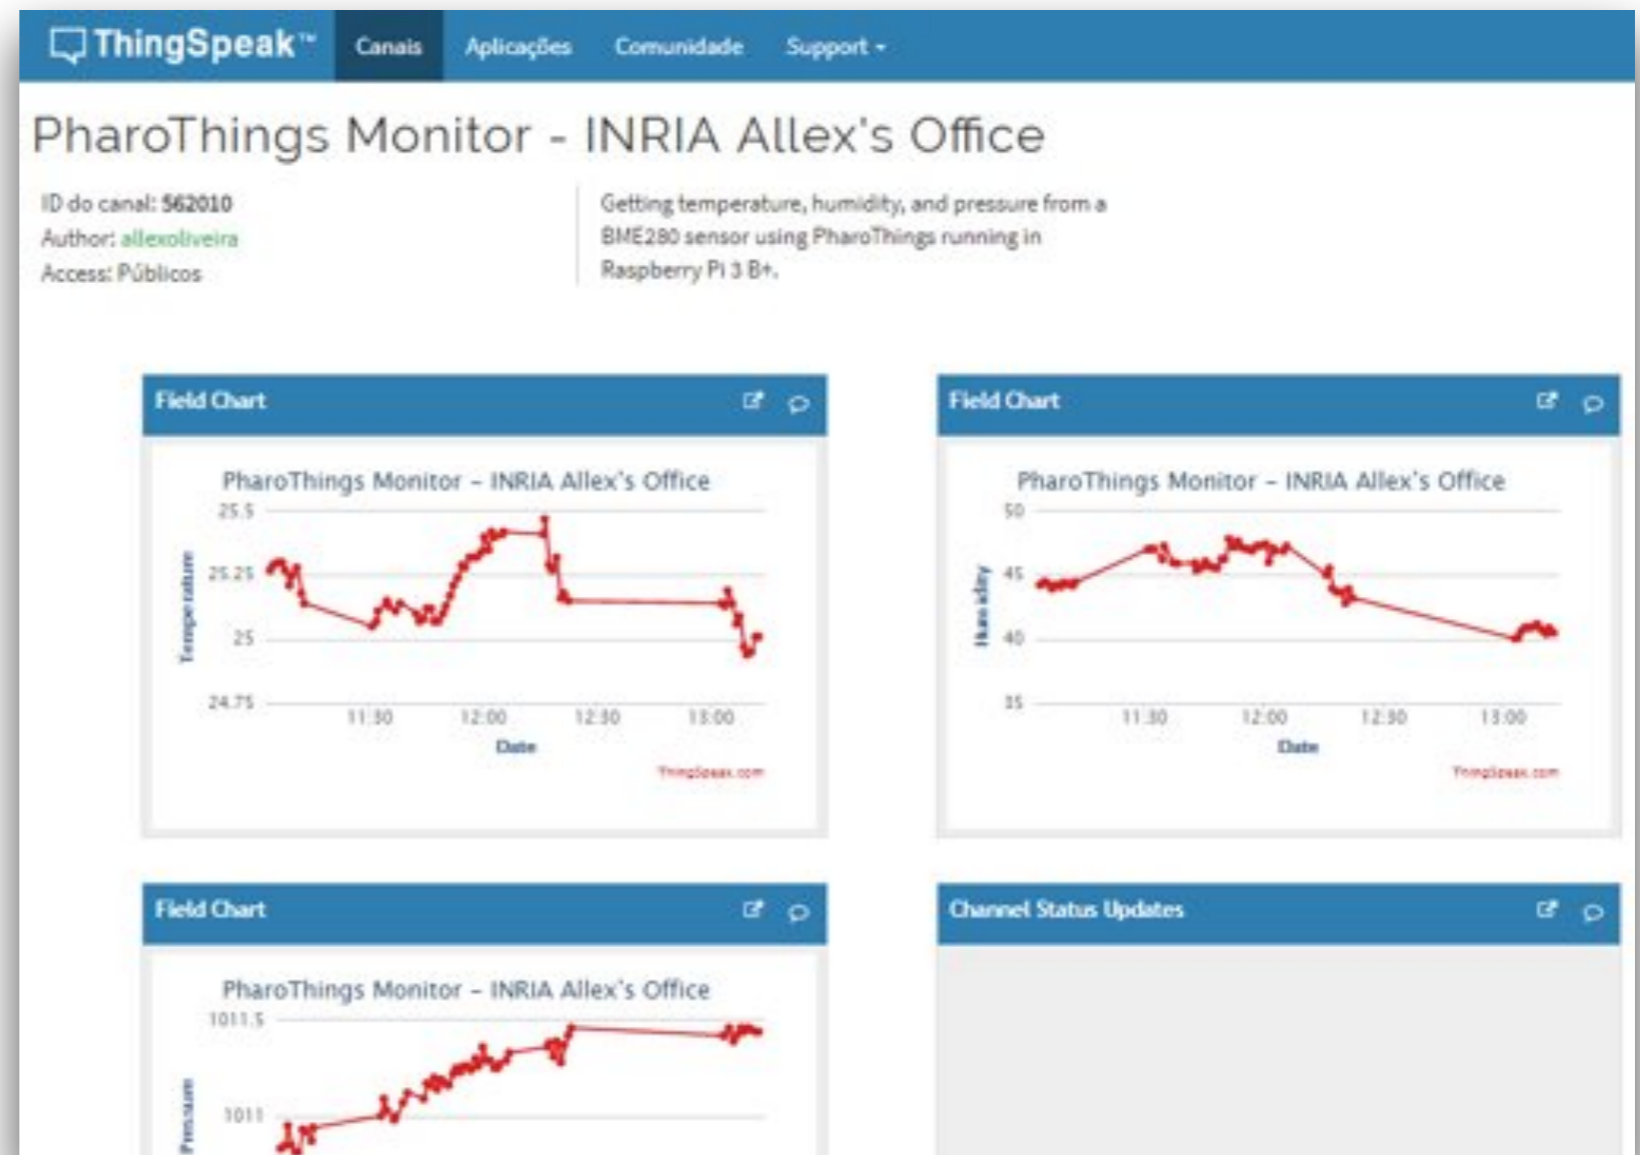 ThingSpeak™ Canais Aplicações Comunidade Support
PharoThings Monitor - INRIA Allex's Office
ID do canal: 562010
Author: allexoliveira
Access: Públicos
Getting temperature, humidity, and pressure from a
BME280 sensor using PharoThings running in
Raspberry Pi 3 B+.
Field Chart
PharoThings Monitor - INRIA Allex's Office
25.5
25.25
25
24.75
Temperature
11:30 12:00 12:30 13:00
Date
ThingSpeak.com
Field Chart
PharoThings Monitor - INRIA Allex's Office
50
45
40
35
Humidity
11:30 12:00 12:30 13:00
Date
ThingSpeak.com
Field Chart
PharoThings Monitor - INRIA Allex's Office
1011.5
1011
Pressure
Channel Status Updates